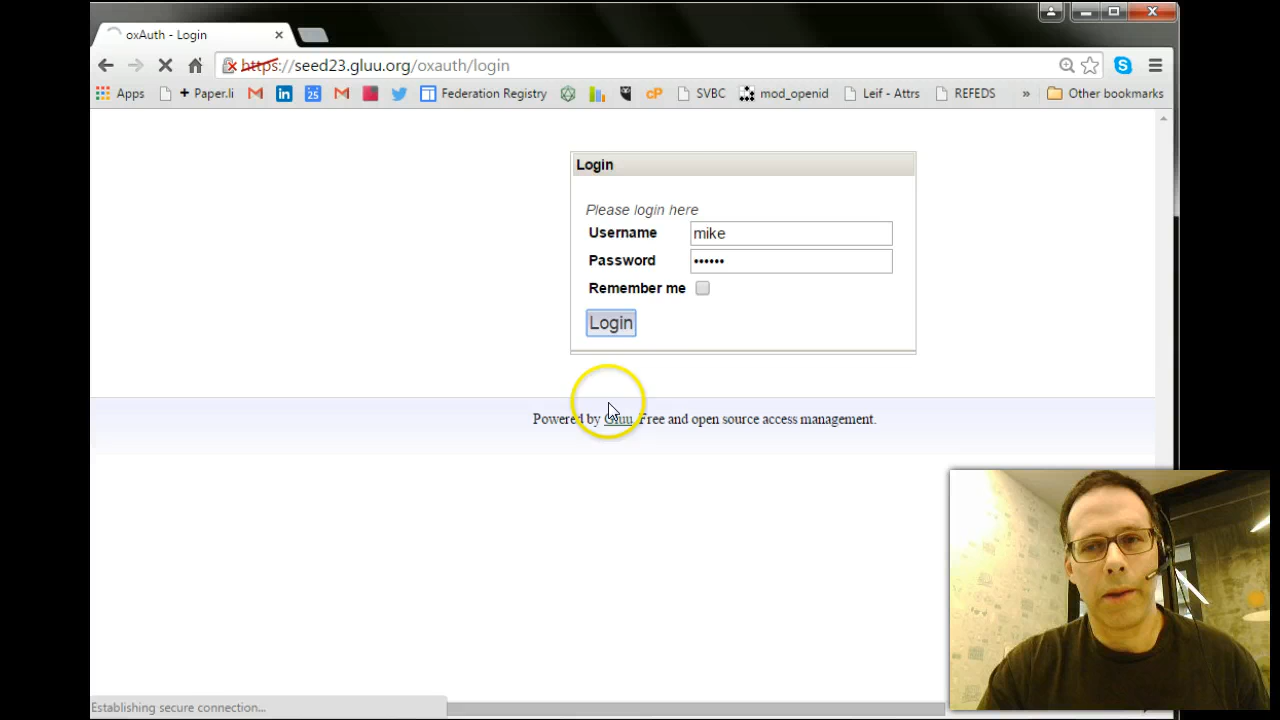 oxAuth - Login
https://seed23.gluu.org/oxauth/login
Apps + Paper.li Federation Registry cP SVBC mod_openid Leif - Attrs REFEDS » Other bookmarks
Login
Please login here
Username mike
Password ••••••
Remember me
Login
Powered by Gluu. Free and open source access management.
Establishing secure connection...